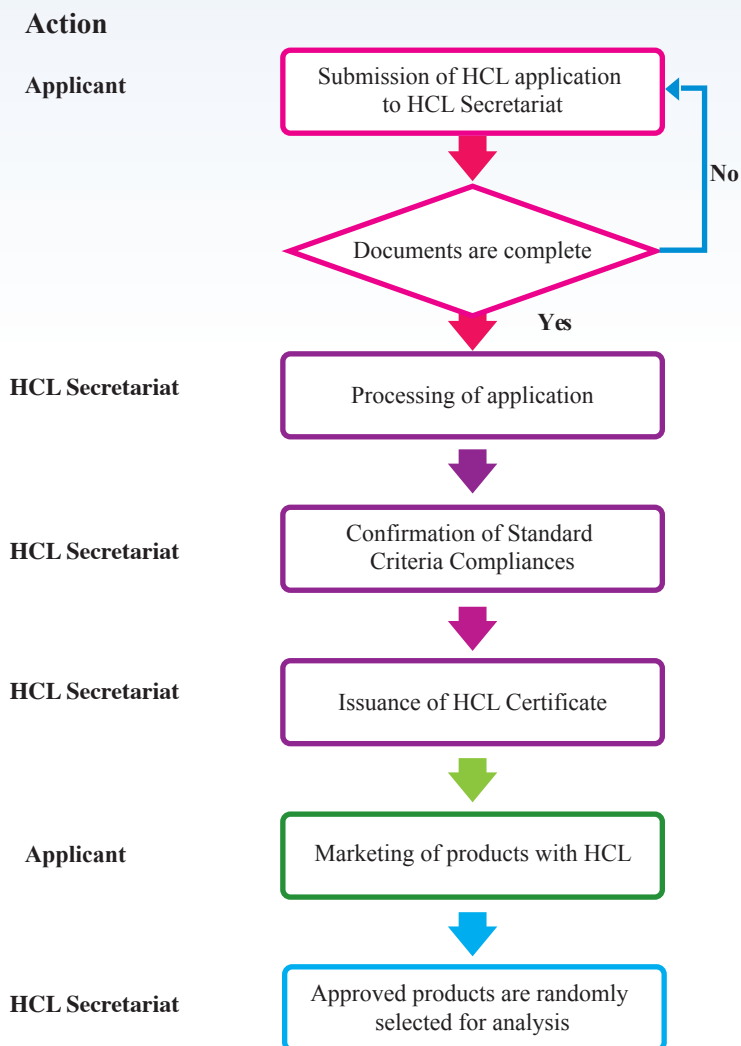 Action
Applicant
Submission of HCL application
to HCL Secretariat
No
Documents are complete
Yes
HCL Secretariat
Processing of application
HCL Secretariat
Confirmation of Standard
Criteria Compliances
HCL Secretariat
Issuance of HCL Certificate
Applicant
Marketing of products with HCL
HCL Secretariat
Approved products are randomly
selected for analysis